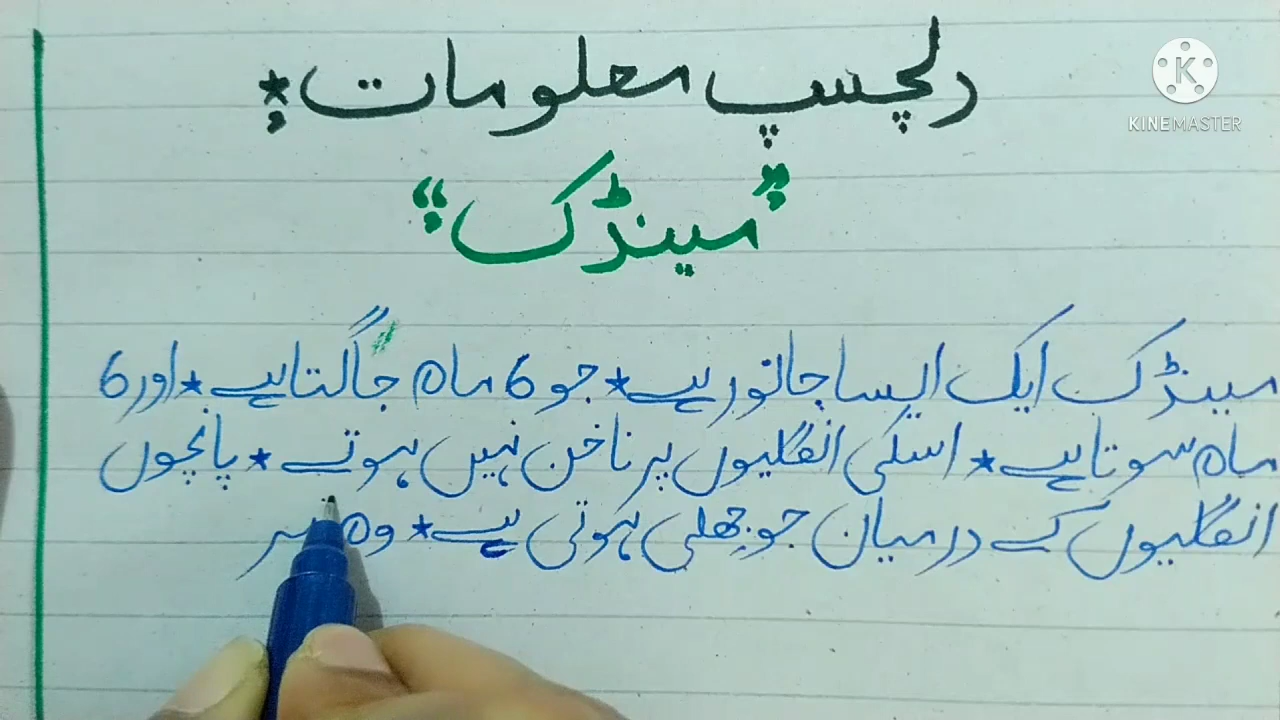 دلچسپ معلومات *
"مینڈک"
مینڈک ایک ایسا جانور ہے * جو 6 ماہ جاگتا ہے * اور 6
ماہ سوتا ہے * اسکی انگلیوں پر ناخن نہیں ہوتے * پانچوں
انگلیوں کے درمیان جو جھلی ہوتی ہے * وہ
KINEMASTER